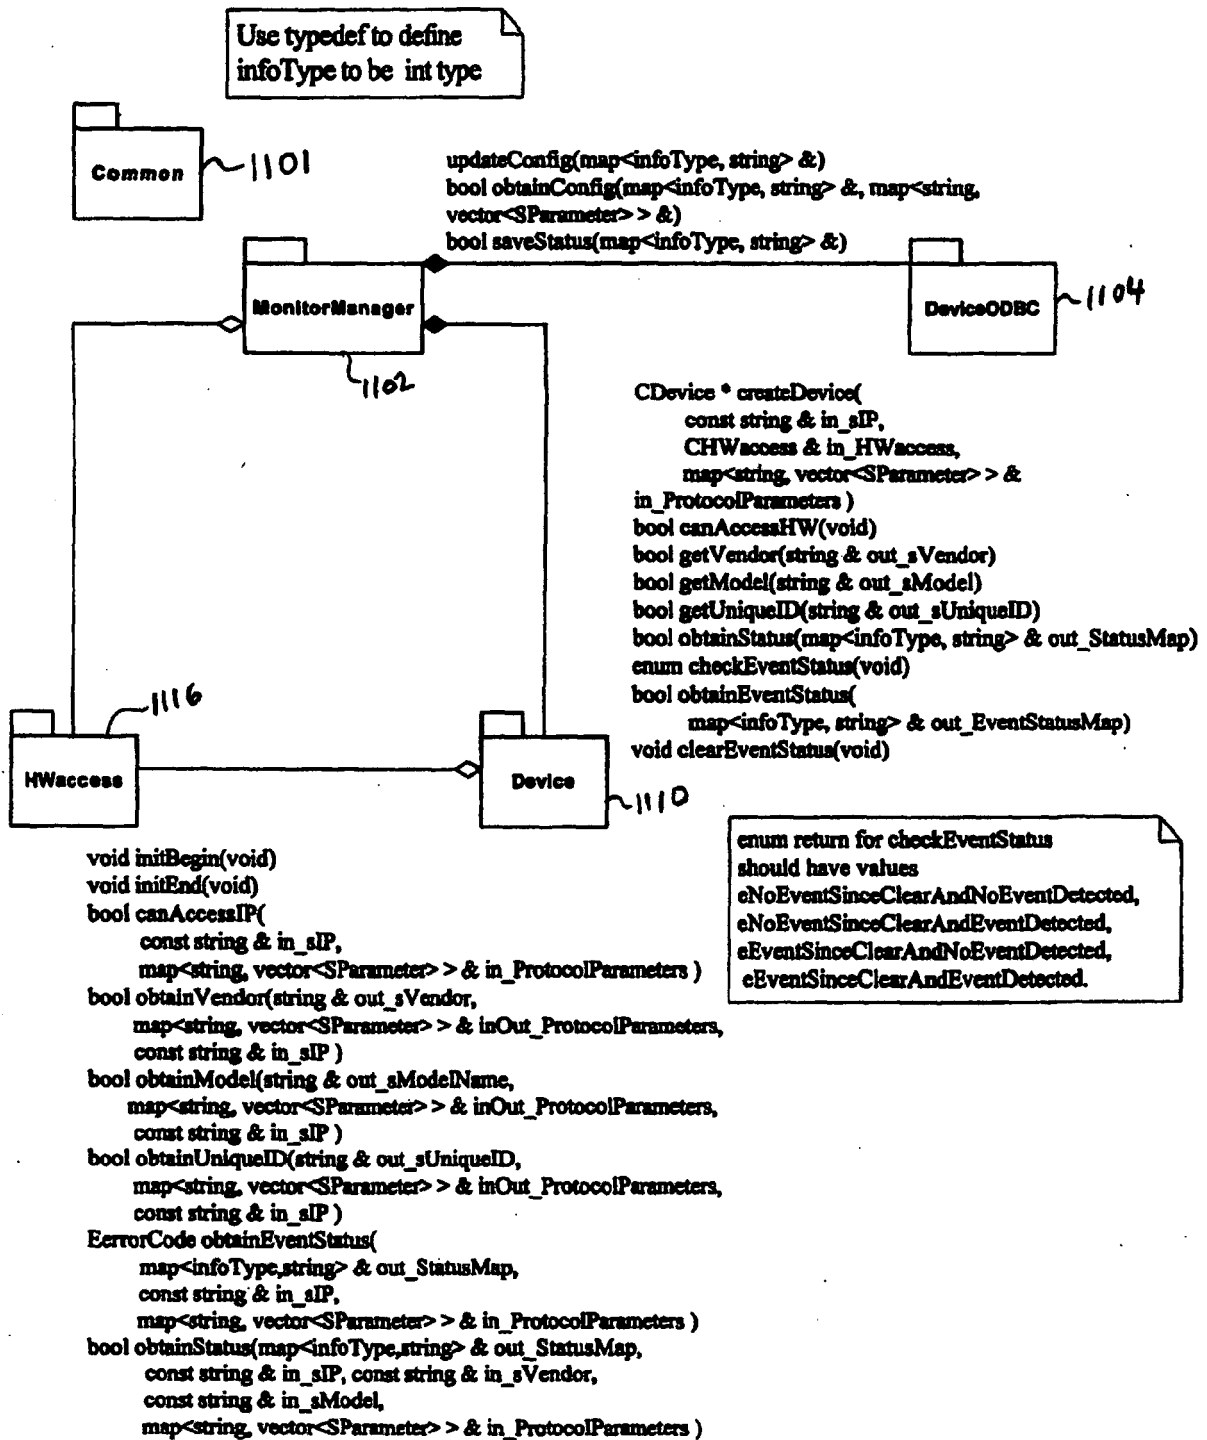 Use typedef to define
infoType to be int type
Common
1101
updateConfig(map<infoType, string> &)
bool obtainConfig(map<infoType, string> &, map<string,
vector<SParameter> > &)
bool saveStatus(map<infoType, string> &)
MonitorManager
1102
DeviceODBC
1104
CDevice * createDevice(
const string & in_sIP,
CHWaccess & in_HWaccess,
map<string, vector<SParameter> > &
in_ProtocolParameters )
bool canAccessHW(void)
bool getVendor(string & out_sVendor)
bool getModel(string & out_sModel)
bool getUniqueID(string & out_sUniqueID)
bool obtainStatus(map<infoType, string> & out_StatusMap)
enum checkEventStatus(void)
bool obtainEventStatus(
map<infoType, string> & out_EventStatusMap)
void clearEventStatus(void)
1116
HWaccess
Device
1110
enum return for checkEventStatus
should have values
eNoEventSinceClearAndNoEventDetected,
eNoEventSinceClearAndEventDetected,
eEventSinceClearAndNoEventDetected,
eEventSinceClearAndEventDetected.
void initBegin(void)
void initEnd(void)
bool canAccessIP(
const string & in_sIP,
map<string, vector<SParameter> > & in_ProtocolParameters )
bool obtainVendor(string & out_sVendor,
map<string, vector<SParameter> > & inOut_ProtocolParameters,
const string & in_sIP )
bool obtainModel(string & out_sModelName,
map<string, vector<SParameter> > & inOut_ProtocolParameters,
const string & in_sIP )
bool obtainUniqueID(string & out_sUniqueID,
map<string, vector<SParameter> > & inOut_ProtocolParameters,
const string & in_sIP )
EerrorCode obtainEventStatus(
map<infoType,string> & out_StatusMap,
const string & in_sIP,
map<string, vector<SParameter> > & in_ProtocolParameters )
bool obtainStatus(map<infoType,string> & out_StatusMap,
const string & in_sIP, const string & in_sVendor,
const string & in_sModel,
map<string, vector<SParameter> > & in_ProtocolParameters )